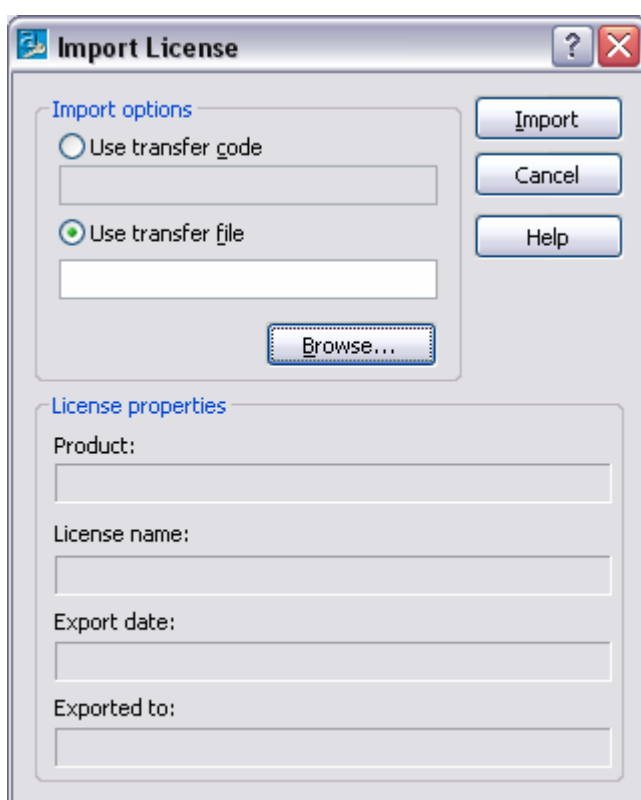 Import License
Import options
Use transfer code
Use transfer file
Browse...
Import
Cancel
Help
License properties
Product:
License name:
Export date:
Exported to: